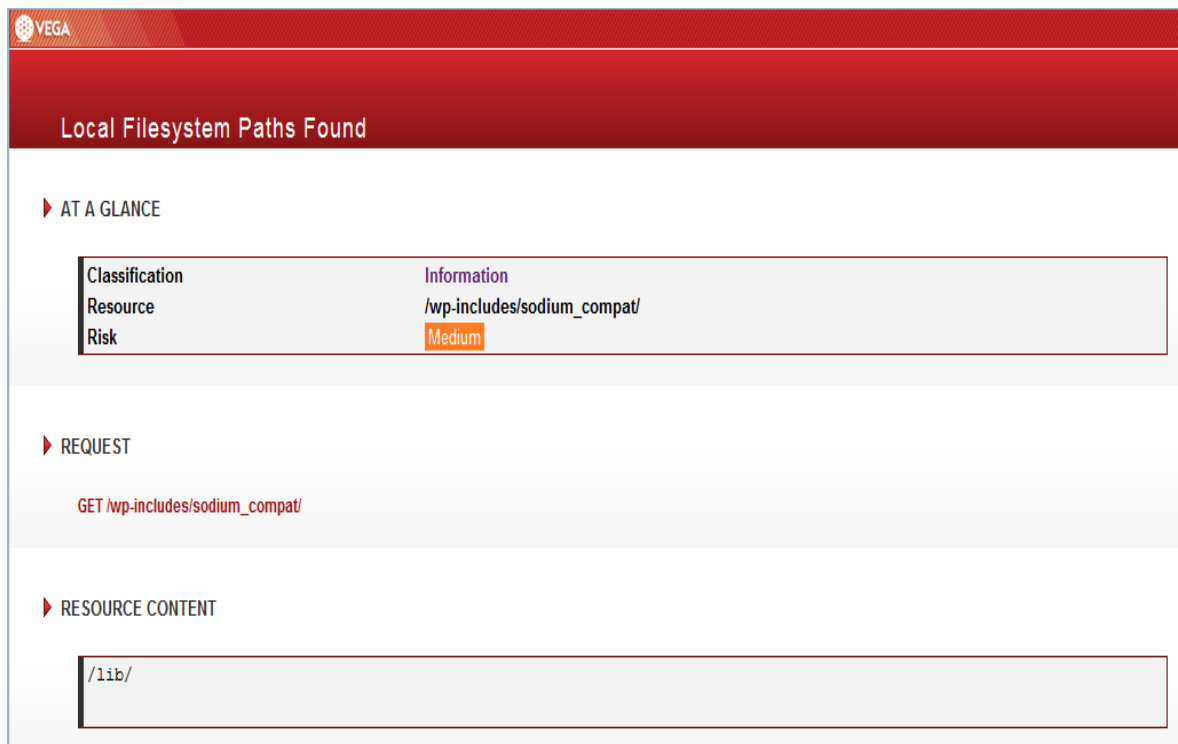 VEGA
Local Filesystem Paths Found
AT A GLANCE
Classification Information
Resource /wp-includes/sodium_compat/
Risk Medium
REQUEST
GET /wp-includes/sodium_compat/
RESOURCE CONTENT
/lib/